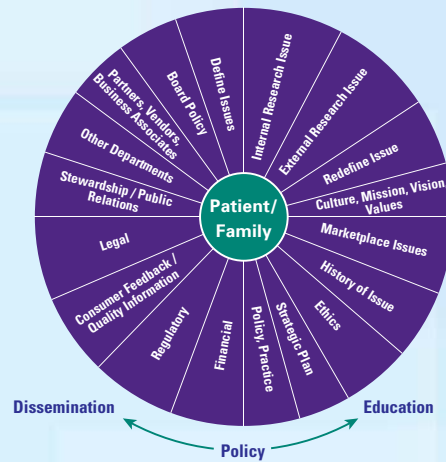 Define Issues
Internal Research Issue
External Research Issue
Redefine Issue
Culture, Mission, Vision,
Values
Marketplace Issues
History of Issue
Ethics
Strategic Plan
Policy, Practice
Financial
Regulatory
Consumer Feedback /
Quality Information
Legal
Stewardship / Public
Relations
Other Departments
Partners, Vendors,
Business Associates
Board Policy
Patient/
Family
Dissemination
Policy
Education